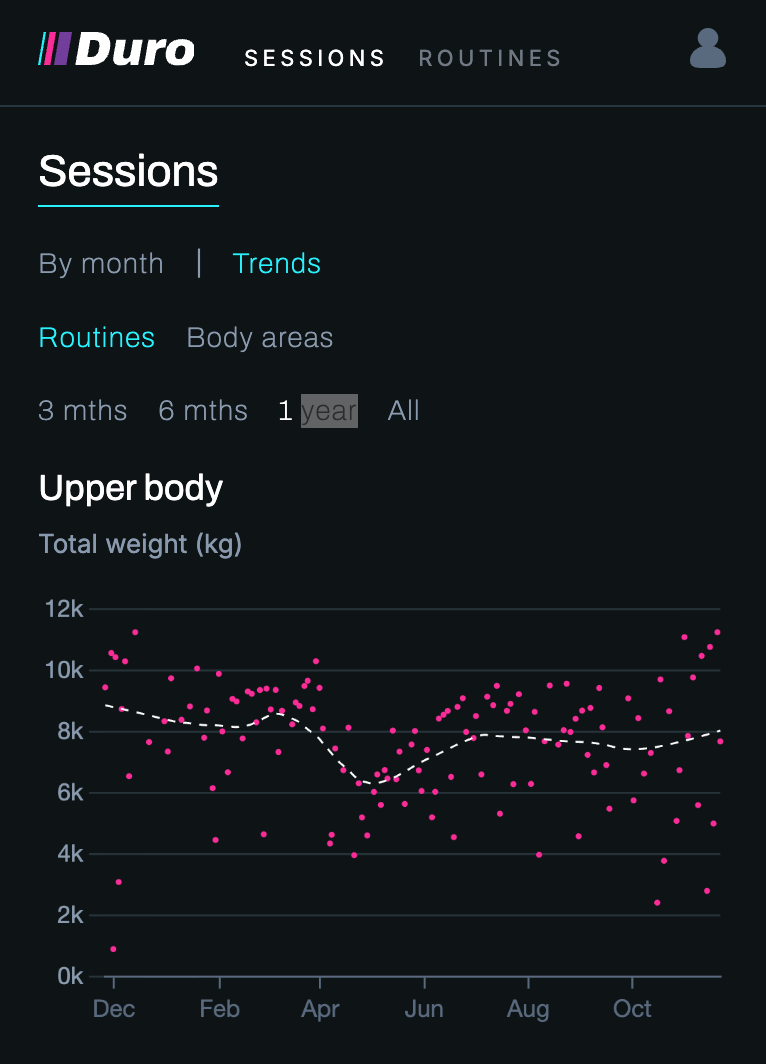 Duro SESSIONS ROUTINES
Sessions
By month | Trends
Routines Body areas
3 mths 6 mths 1 year All
Upper body
Total weight (kg)
12k
10k
8k
6k
4k
2k
0k
Dec Feb Apr Jun Aug Oct